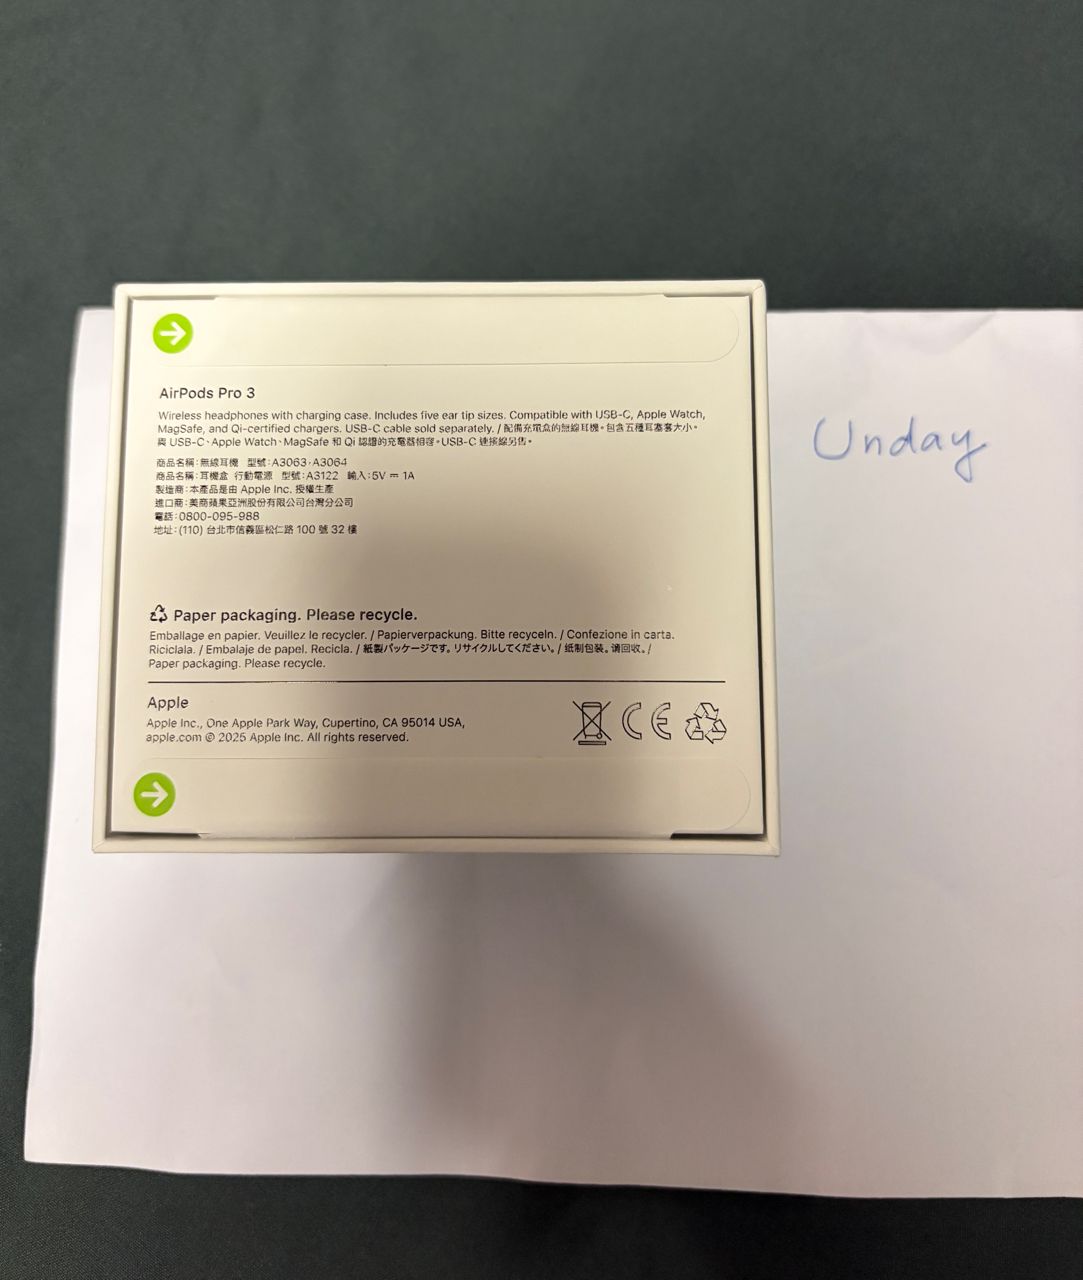 AirPods Pro 3
Wireless headphones with charging case. Includes five ear tip sizes. Compatible with USB-C, Apple Watch,
MagSafe, and Qi-certified chargers. USB-C cable sold separately. / 配備充電盒的無線耳機。包含五種耳塞套大小。
與 USB-C、Apple Watch、MagSafe 和 Qi 認證的充電器相容。USB-C 連接線另售。
商品名稱：無線耳機 型號：A3063、A3064
商品名稱：耳機盒 行動電源 型號：A3122 輸入：5V ⎓ 1A
製造商：本產品是由 Apple Inc. 授權生產
進口商：美商蘋果亞洲股份有限公司台灣分公司
電話：0800-095-988
地址：(110) 台北市信義區松仁路 100 號 32 樓
Paper packaging. Please recycle.
Emballage en papier. Veuillez le recycler. / Papierverpackung. Bitte recyceln. / Confezione in carta.
Riciclala. / Embalaje de papel. Recicla. / 紙製パッケージです。リサイクルしてください。/ 纸制包装。请回收。/
Paper packaging. Please recycle.
Apple
Apple Inc., One Apple Park Way, Cupertino, CA 95014 USA,
apple.com © 2025 Apple Inc. All rights reserved.
CE
Unday